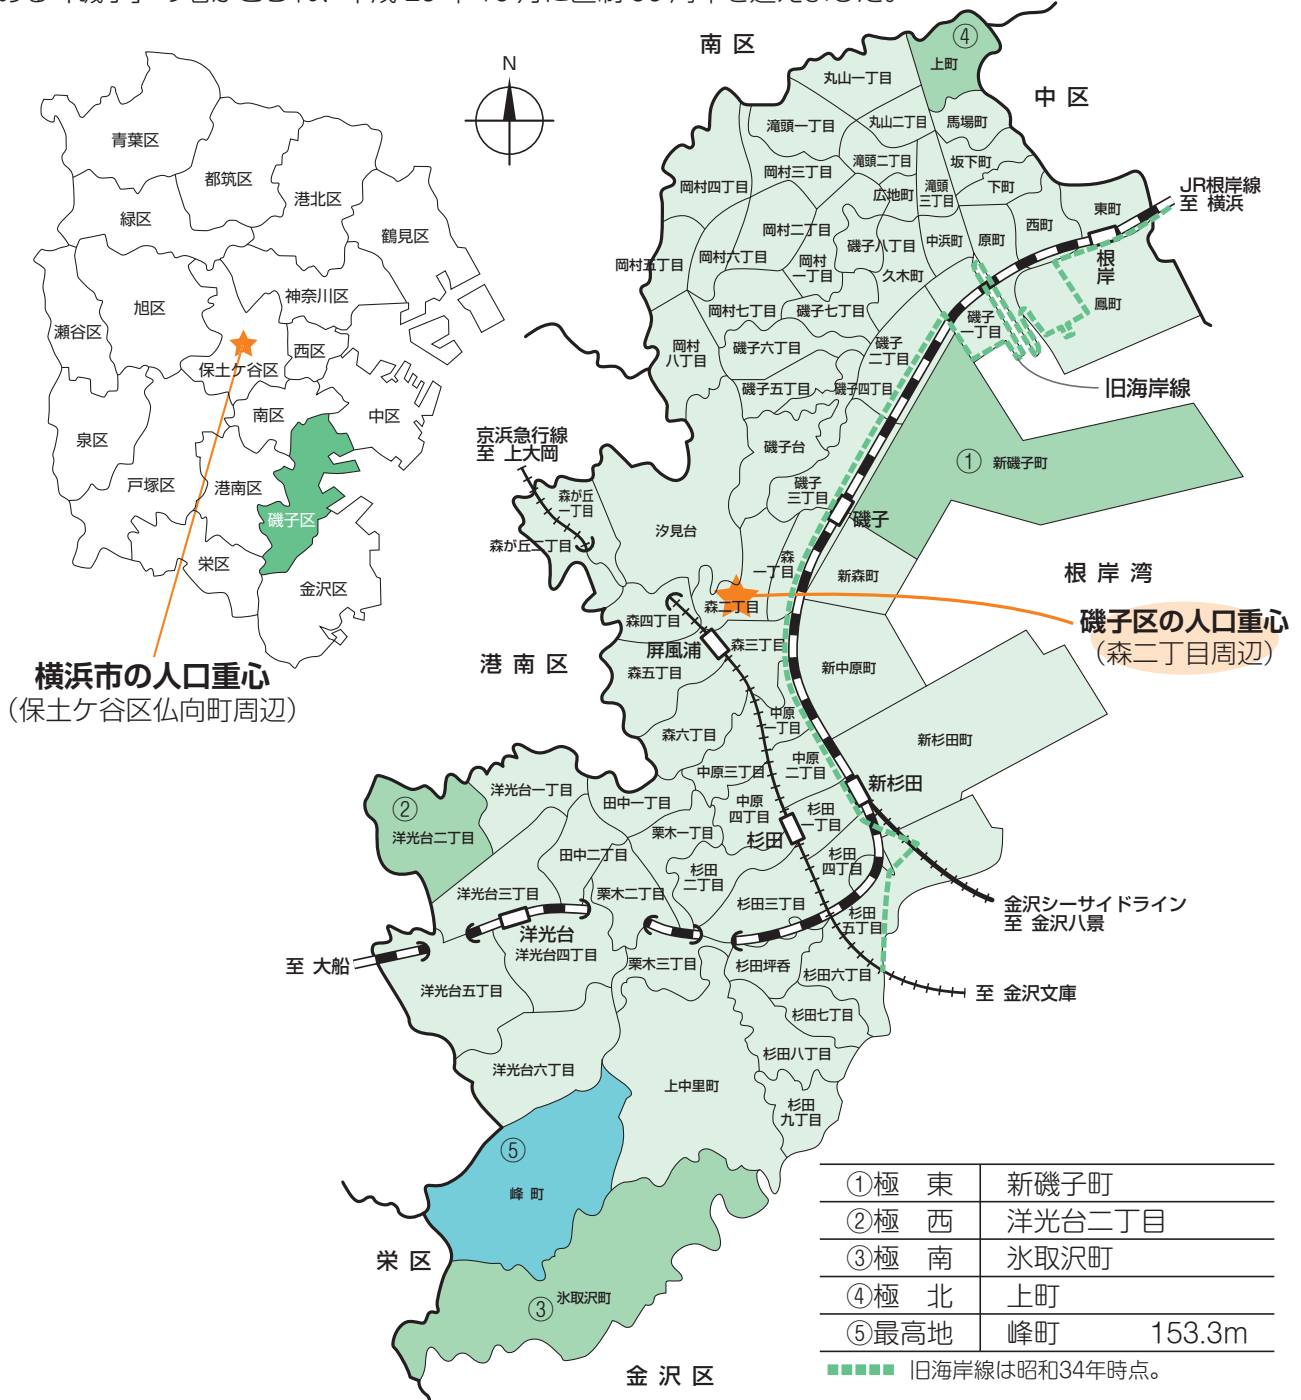 平成
南区
④
上町
中区
丸山一丁目
丸山二丁目
馬場町
滝頭一丁目
滝頭二丁目
坂下町
岡村三丁目
岡村四丁目
広地町
滝頭
三丁目
下町
JR根岸線
至 横浜
東町
西町
岡村二丁目
磯子八丁目
中浜町
原町
岡村五丁目
岡村六丁目
岡村
一丁目
久木町
根岸
鳳町
岡村七丁目
磯子七丁目
磯子
一丁目
岡村
八丁目
磯子六丁目
磯子
二丁目
磯子五丁目
磯子四丁目
旧海岸線
磯子台
① 新磯子町
磯子
三丁目
磯子
京浜急行線
至 上大岡
森が丘
一丁目
森が丘二丁目
汐見台
森
一丁目
新森町
根岸湾
森二丁目
磯子区の人口重心
(森二丁目周辺)
森四丁目
屏風浦
森三丁目
港南区
森五丁目
新中原町
森六丁目
中原
一丁目
新杉田町
中原
二丁目
中原三丁目
新杉田
洋光台一丁目
田中一丁目
中原
四丁目
杉田
一丁目
②
洋光台二丁目
栗木一丁目
杉田
田中二丁目
杉田
二丁目
杉田
四丁目
洋光台三丁目
栗木二丁目
杉田三丁目
杉田
五丁目
金沢シーサイドライン
至 金沢八景
洋光台
洋光台四丁目
至 大船
栗木三丁目
杉田坪呑
杉田六丁目
洋光台五丁目
至 金沢文庫
杉田七丁目
洋光台六丁目
杉田八丁目
上中里町
杉田
九丁目
⑤
峰町
栄区
③ 氷取沢町
金沢区
N
青葉区
都筑区
港北区
緑区
鶴見区
旭区
神奈川区
瀬谷区
西区
保土ケ谷区
南区
中区
泉区
戸塚区
港南区
磯子区
栄区
金沢区
横浜市の人口重心
(保土ケ谷区仏向町周辺)
①極 東 新磯子町
②極 西 洋光台二丁目
③極 南 氷取沢町
④極 北 上町
⑤最高地 峰町 153.3m
旧海岸線は昭和34年時点。